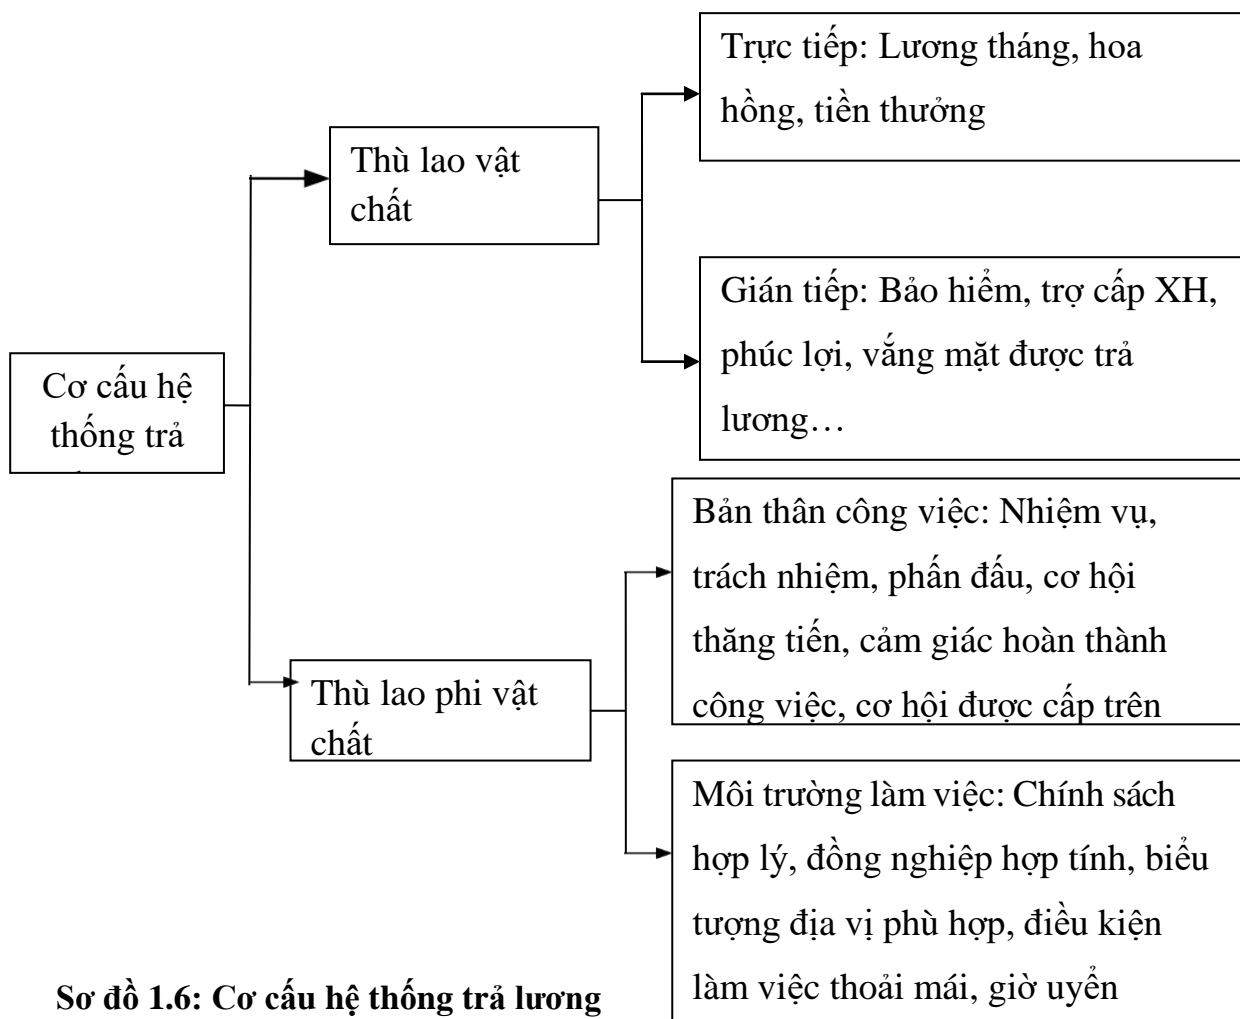 Trực tiếp: Lương tháng, hoa
hồng, tiền thưởng
Thù lao vật
chất
Gián tiếp: Bảo hiểm, trợ cấp XH,
phúc lợi, vắng mặt được trả
lương…
Cơ cấu hệ
thống trả
Bản thân công việc: Nhiệm vụ,
trách nhiệm, phấn đấu, cơ hội
thăng tiến, cảm giác hoàn thành
công việc, cơ hội được cấp trên
Thù lao phi vật
chất
Môi trường làm việc: Chính sách
hợp lý, đồng nghiệp hợp tính, biểu
tượng địa vị phù hợp, điều kiện
làm việc thoải mái, giờ uyển
Sơ đồ 1.6: Cơ cấu hệ thống trả lương